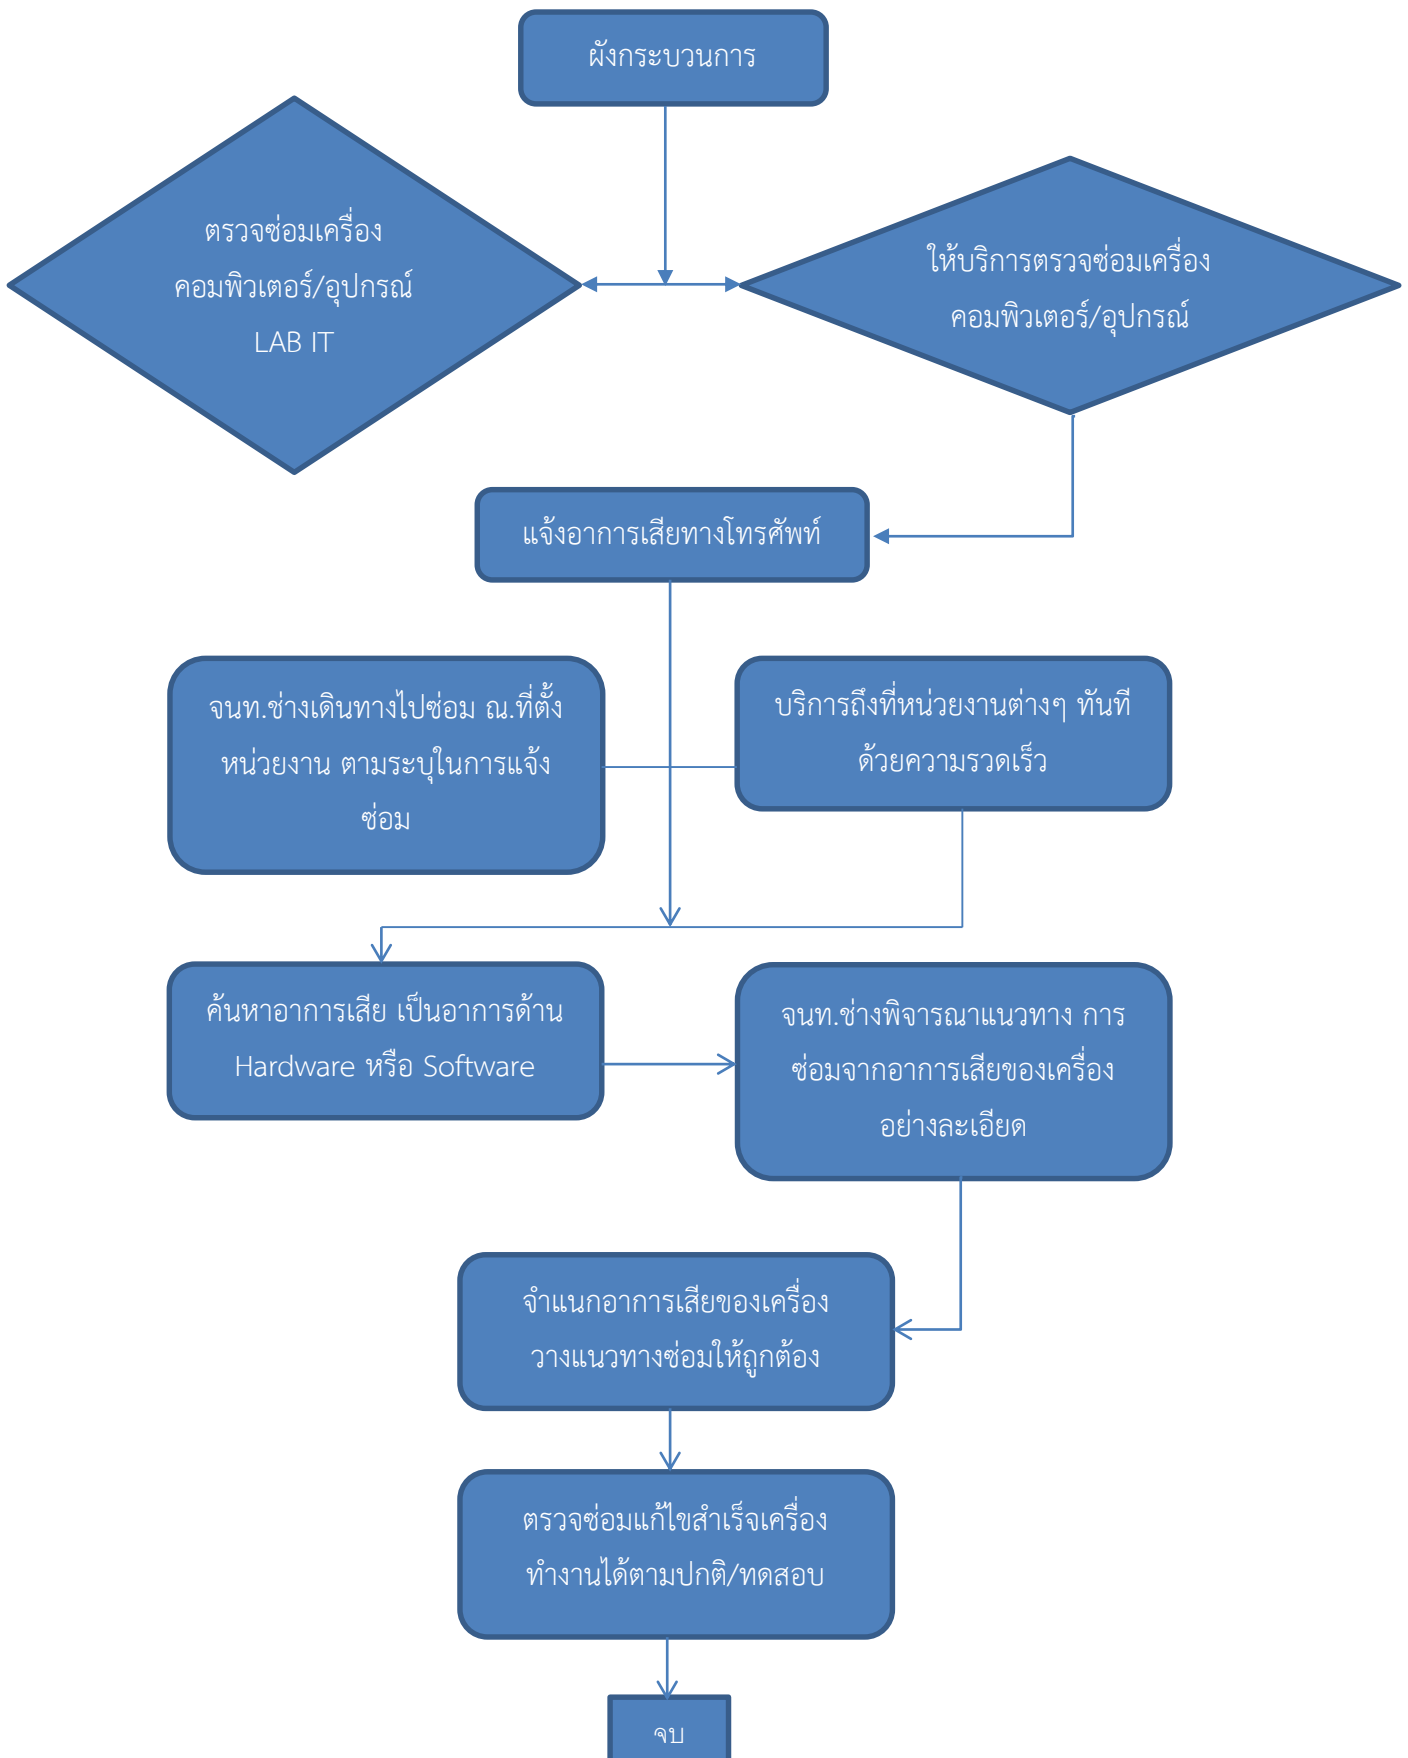 ผังกระบวนการ
ตรวจซ่อมเครื่อง
คอมพิวเตอร์/อุปกรณ์
LAB IT
ให้บริการตรวจซ่อมเครื่อง
คอมพิวเตอร์/อุปกรณ์
แจ้งอาการเสียทางโทรศัพท์
จนท.ช่างเดินทางไปซ่อม ณ.ที่ตั้ง
หน่วยงาน ตามระบุในการแจ้ง
ซ่อม
บริการถึงที่หน่วยงานต่างๆ ทันที
ด้วยความรวดเร็ว
ค้นหาอาการเสีย เป็นอาการด้าน
Hardware หรือ Software
จนท.ช่างพิจารณาแนวทาง การ
ซ่อมจากอาการเสียของเครื่อง
อย่างละเอียด
จำแนกอาการเสียของเครื่อง
วางแนวทางซ่อมให้ถูกต้อง
ตรวจซ่อมแก้ไขสำเร็จเครื่อง
ทำงานได้ตามปกติ/ทดสอบ
จบ